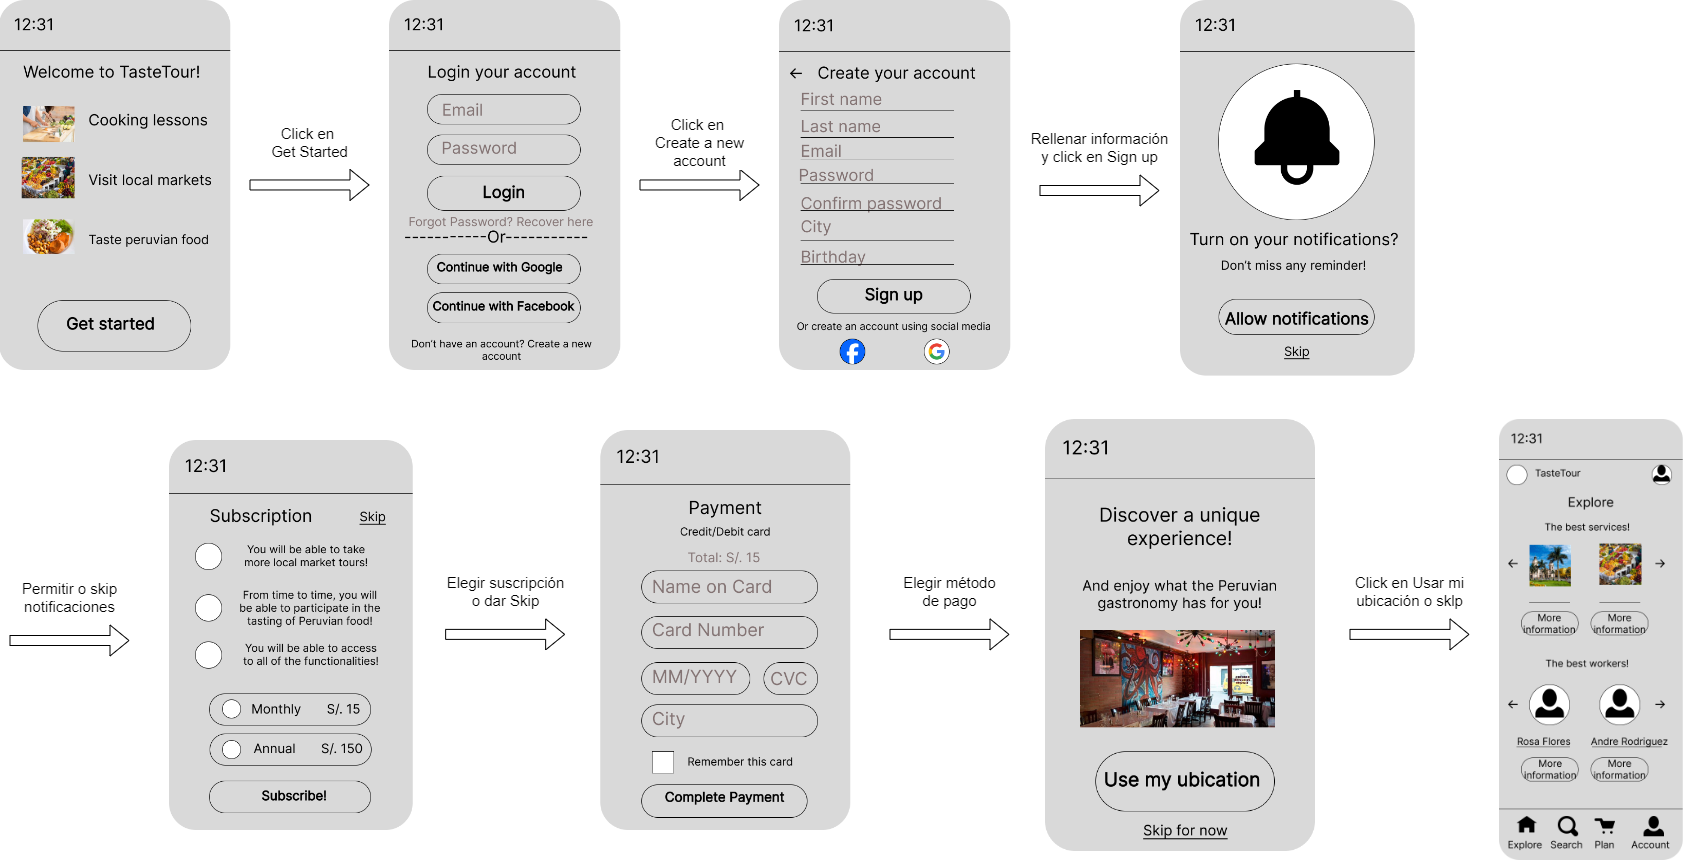 12:31
Welcome to TasteTour!
Cooking lessons
Visit local markets
Taste peruvian food
Get started
Click en
Get Started
12:31
Login your account
Email
Password
Login
Forgot Password? Recover here
Or
Continue with Google
Continue with Facebook
Don't have an account? Create a new
account
Click en
Create a new
account
12:31
← Create your account
First name
Last name
Email
Password
Confirm password
City
Birthday
Sign up
Or create an account using social media
Rellenar información
y click en Sign up
12:31
Turn on your notifications?
Don't miss any reminder!
Allow notifications
Skip
Permitir o skip
notificaciones
12:31
Subscription Skip
You will be able to take
more local market tours!
From time to time, you will
be able to participate in the
tasting of Peruvian food!
You will be able to access
to all of the functionalities!
Monthly S/. 15
Annual S/. 150
Subscribe!
Elegir suscripción
o dar Skip
12:31
Payment
Credit/Debit card
Total: S/. 15
Name on Card
Card Number
MM/YYYY CVC
City
Remember this card
Complete Payment
Elegir método
de pago
12:31
Discover a unique
experience!
And enjoy what the Peruvian
gastronomy has for you!
Use my ubication
Skip for now
Click en Usar mi
ubicación o skIp
12:31
TasteTour
Explore
The best services!
More
information
More
information
The best workers!
Rosa Flores Andre Rodriguez
More
information
More
information
Explore Search Plan Account